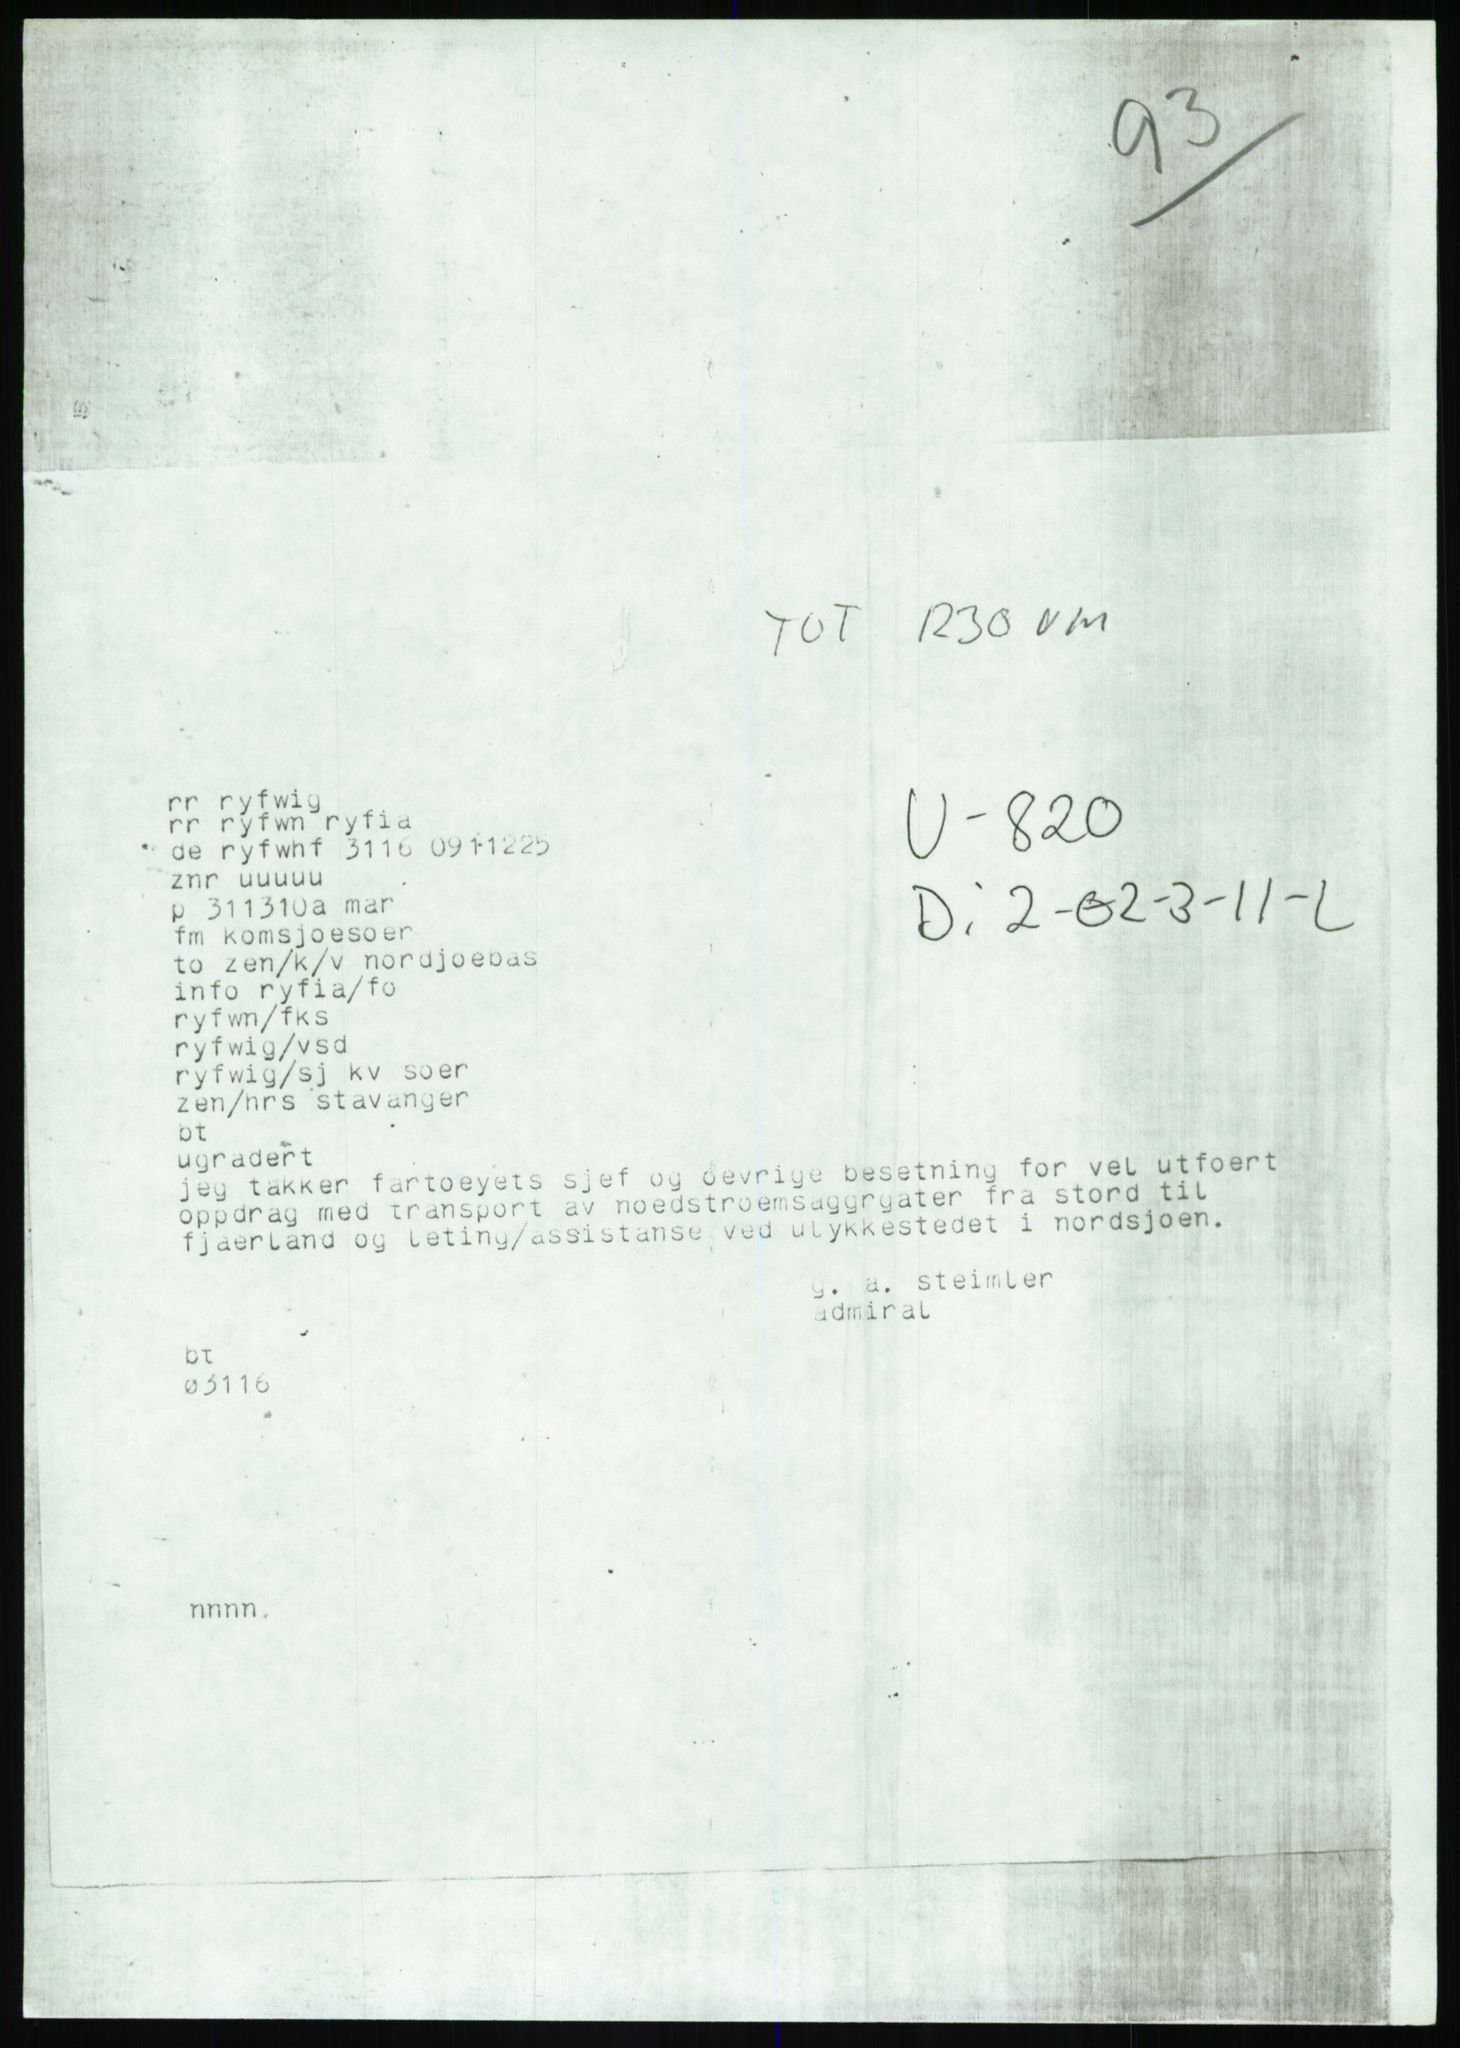 93
TOT 1230 VM
rr ryfwig
rr ryfwn ryfia
de ryfwhf 3116 0911225
znr uuuuu
p 311310a mar
fm komsjoesoer
to zen/k/v nordjoebas
info ryfia/fo
ryfwn/fks
ryfwig/vsd
ryfwig/sj kv soer
zen/hrs stavanger
bt
ugradert
U-820
Di 2-02-3-11-L
jeg takker fartoeyets sjef og oevrige besetning for vel utfoert
oppdrag med transport av noedstroemsaggrgater fra stord til
fjaerland og leting/assistanse ved ulykkestedet i nordsjoen.
g. a. steimler
admiral
bt
03116
nnnn